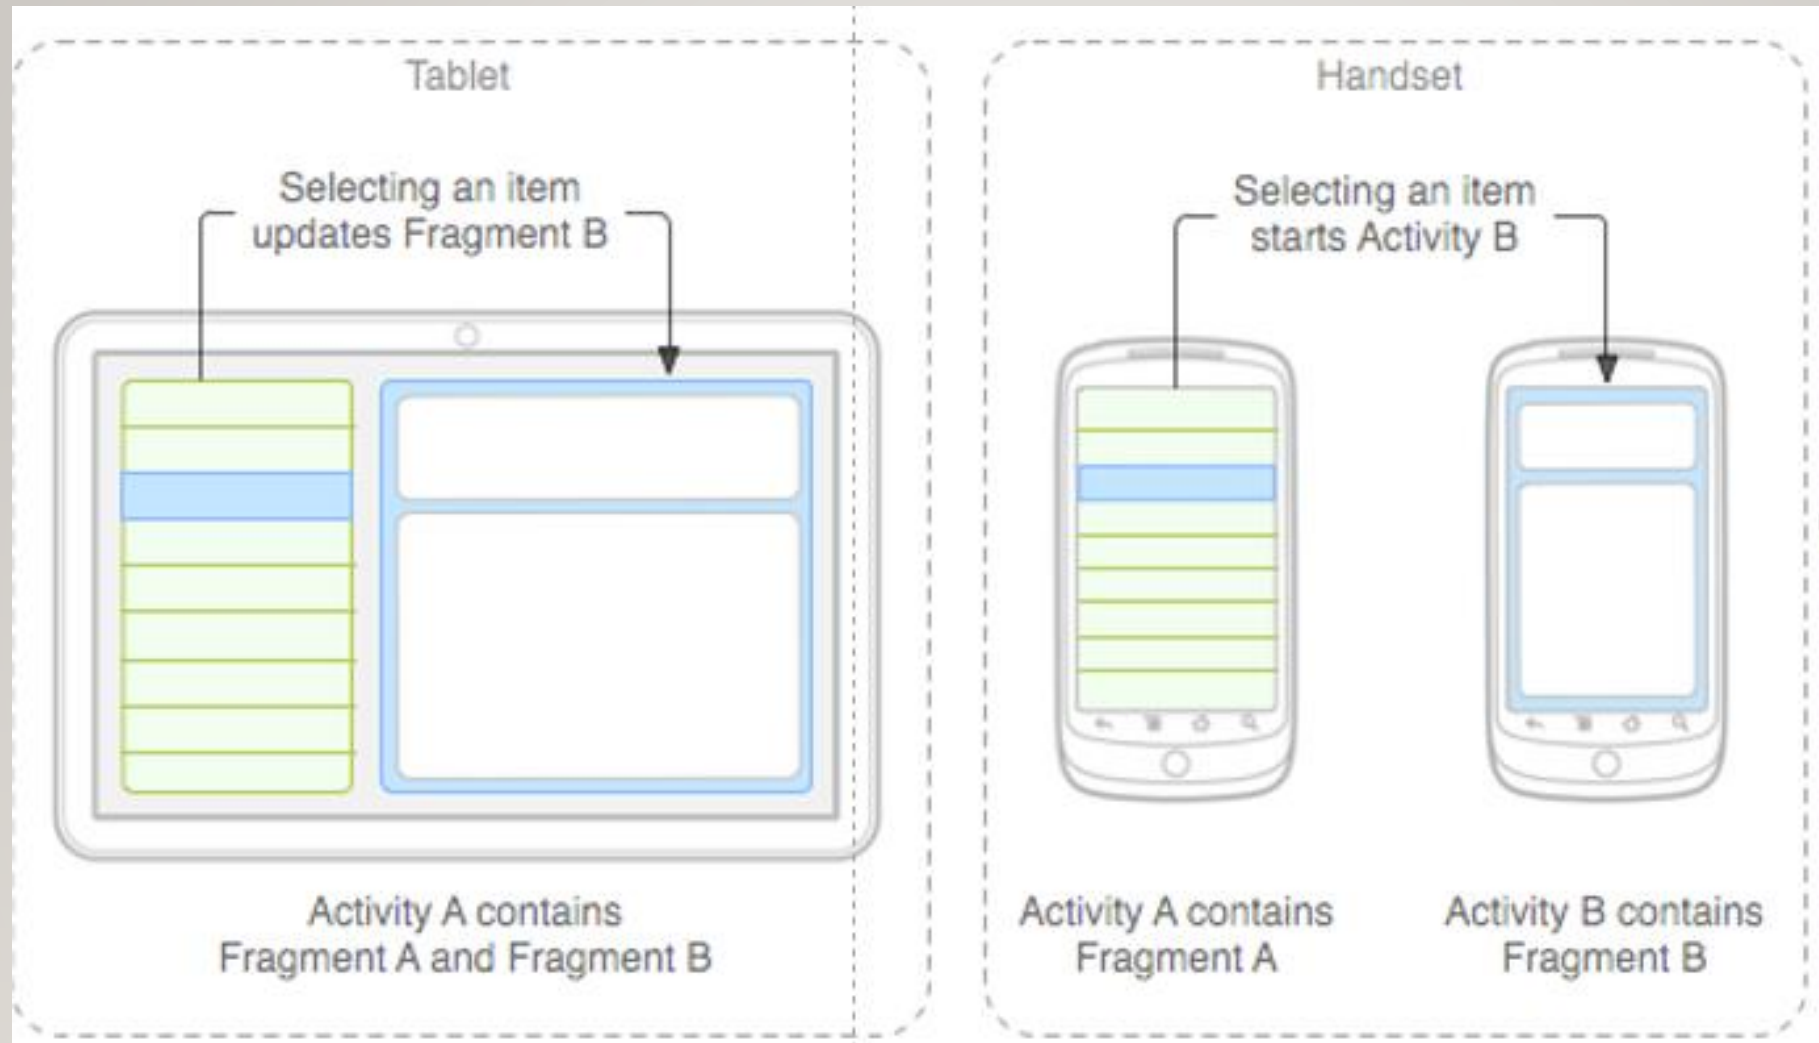 Tablet
Selecting an item
updates Fragment B
Activity A contains
Fragment A and Fragment B
Handset
Selecting an item
starts Activity B
Activity A contains
Fragment A
Activity B contains
Fragment B